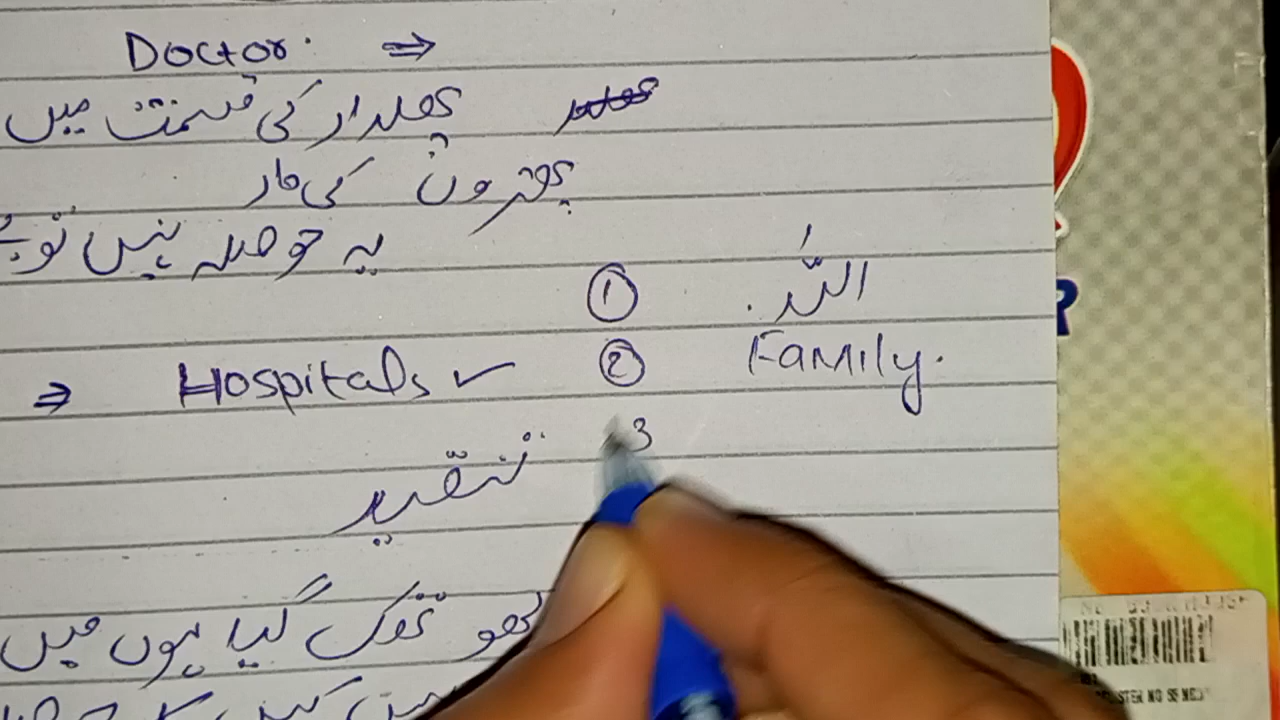 Doctor. ⇒
پھلدار کی قسمت میں
پتھروں کی مار
یہ حوصلہ نہیں تو
① اللہ
⇒ Hospitals ✓ ② Family.
3
تنقید
تھک گیا ہوں میں